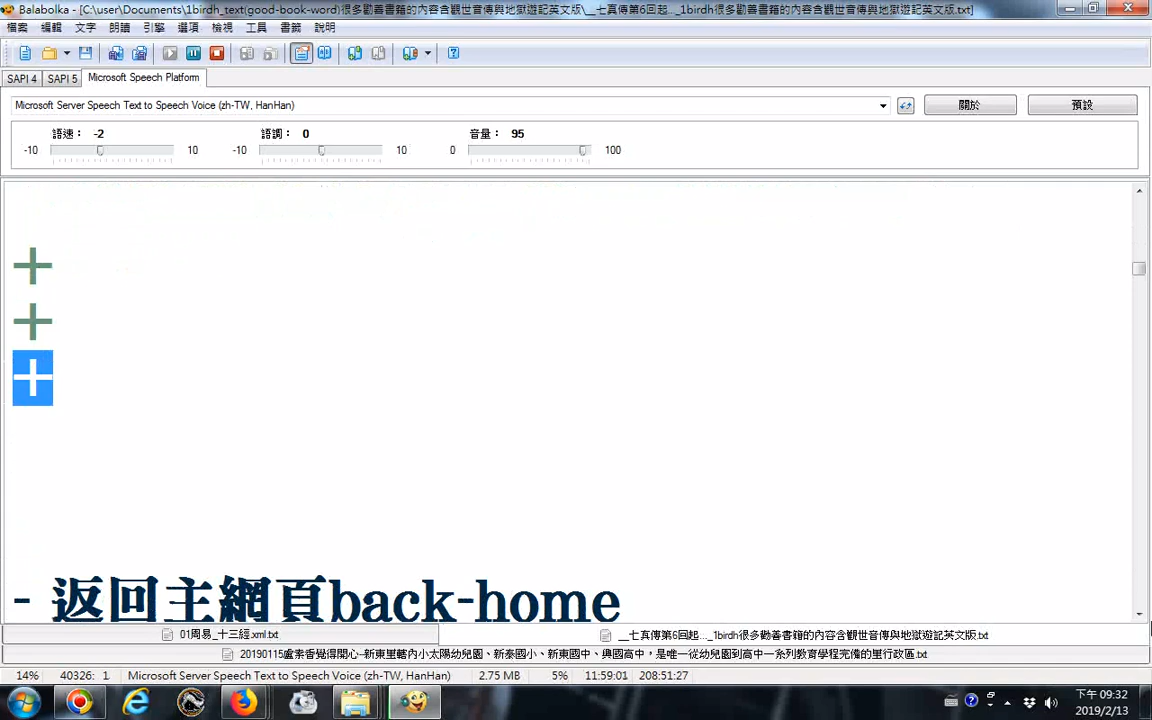 Balabolka - [C:\user\Documents\1birdh_text(good-book-word)很多勸善書籍的內容含觀世音傳與地獄遊記英文版\__七真傳第6回起..._1birdh很多勸善書籍的內容含觀世音傳與地獄遊記英文版.txt]
檔案 編輯 文字 朗讀 引擎 選項 檢視 工具 書籤 說明
SAPI 4 SAPI 5 Microsoft Speech Platform
Microsoft Server Speech Text to Speech Voice (zh-TW, HanHan) 關於 預設
語速： -2 語調： 0 音量： 95
-10 10 -10 10 0 100
+
+
+
- 返回主網頁back-home
01周易_十三經.xml.txt __七真傳第6回起..._1birdh很多勸善書籍的內容含觀世音傳與地獄遊記英文版.txt
20190115盧素香覺得開心-新東里轄內小太陽幼兒園、新泰國小、新東國中、興國高中，是唯一從幼兒園到高中一系列教育學程完備的里行政區.txt
14% 40326: 1 Microsoft Server Speech Text to Speech Voice (zh-TW, HanHan) 2.75 MB 5% 11:59:01 208:51:27
下午 09:32
2019/2/13